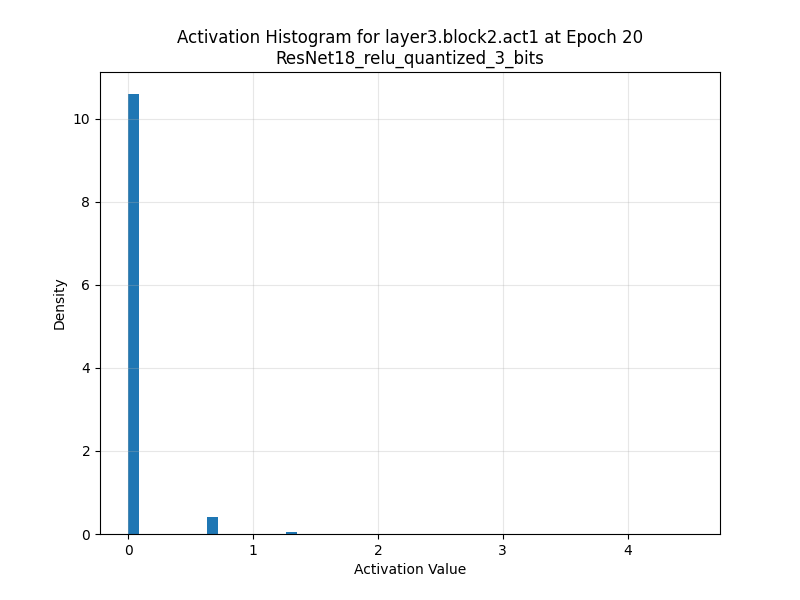 Activation Histogram for layer3.block2.act1 at Epoch 20
ResNet18_relu_quantized_3_bits
10
8
6
4
2
0
Density
0 1 2 3 4
Activation Value